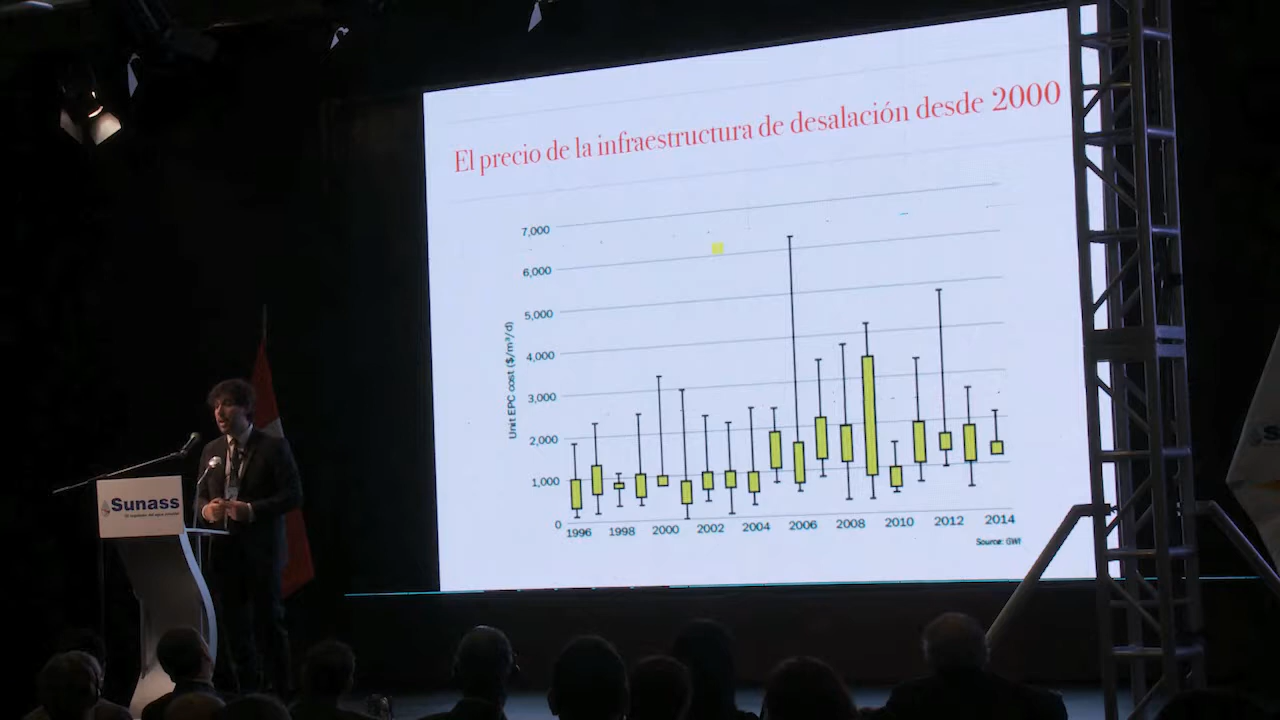 El precio de la infraestructura de desalación desde 2000
7,000
6,000
5,000
4,000
3,000
2,000
1,000
0
Unit EPC cost ($/m³/d)
1996 1998 2000 2002 2004 2006 2008 2010 2012 2014
Source: GWI
Sunass